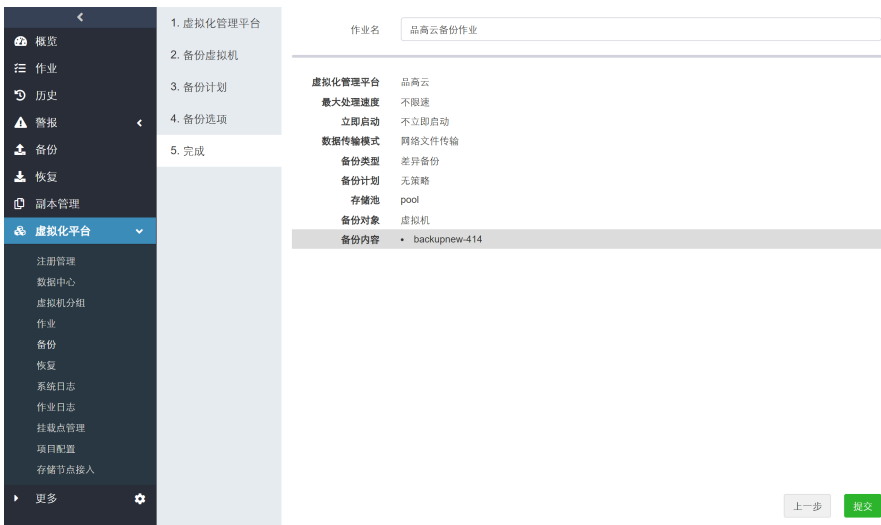 概览
作业
历史
警报
备份
恢复
副本管理
虚拟化平台
注册管理
数据中心
虚拟机分组
作业
备份
恢复
系统日志
作业日志
挂载点管理
项目配置
存储节点接入
更多
1. 虚拟化管理平台
2. 备份虚拟机
3. 备份计划
4. 备份选项
5. 完成
作业名 品高云备份作业
虚拟化管理平台 品高云
最大处理速度 不限速
立即启动 不立即启动
数据传输模式 网络文件传输
备份类型 差异备份
备份计划 无策略
存储池 pool
备份对象 虚拟机
备份内容 • backupnew-414
上一步 提交